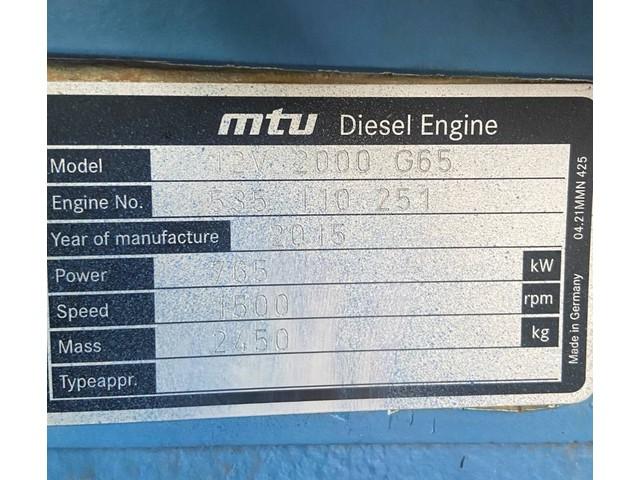 mtu Diesel Engine
Model 12V 2000 G65
Engine No. 535 110 251
Year of manufacture 2015
Power 765 kW
Speed 1500 rpm
Mass 2450 kg
Typeappr.
Made in Germany 04.21MMN 425